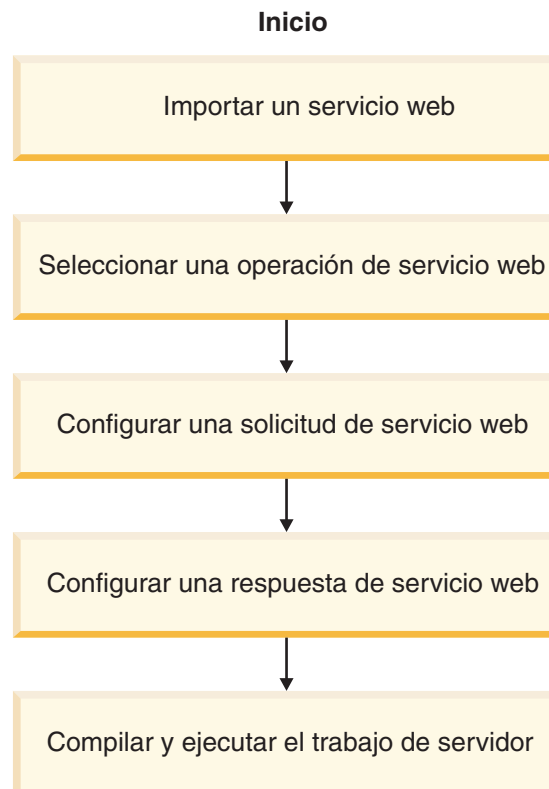 Inicio
Importar un servicio web
Seleccionar una operación de servicio web
Configurar una solicitud de servicio web
Configurar una respuesta de servicio web
Compilar y ejecutar el trabajo de servidor